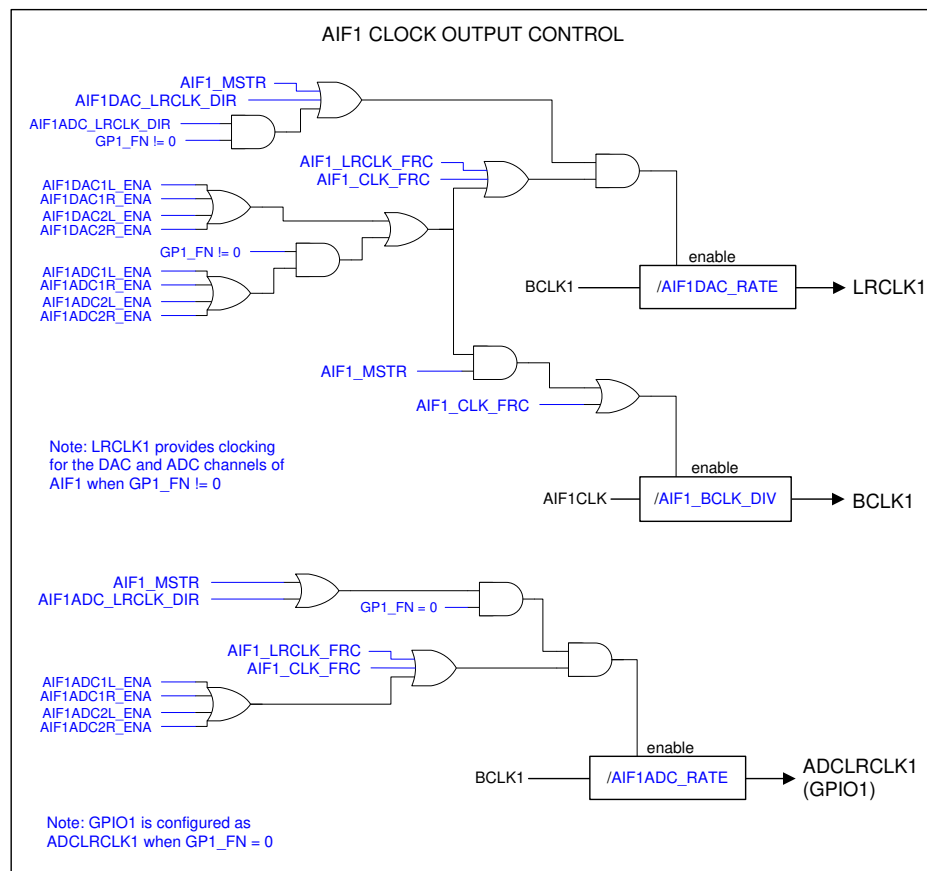 AIF1 CLOCK OUTPUT CONTROL
AIF1_MSTR
AIF1DAC_LRCLK_DIR
AIF1ADC_LRCLK_DIR
GP1_FN != 0
AIF1_LRCLK_FRC
AIF1_CLK_FRC
AIF1DAC1L_ENA
AIF1DAC1R_ENA
AIF1DAC2L_ENA
AIF1DAC2R_ENA
GP1_FN != 0
AIF1ADC1L_ENA
AIF1ADC1R_ENA
AIF1ADC2L_ENA
AIF1ADC2R_ENA
enable
BCLK1
/AIF1DAC_RATE
LRCLK1
AIF1_MSTR
AIF1_CLK_FRC
Note: LRCLK1 provides clocking
for the DAC and ADC channels of
AIF1 when GP1_FN != 0
enable
AIF1CLK
/AIF1_BCLK_DIV
BCLK1
AIF1_MSTR
AIF1ADC_LRCLK_DIR
GP1_FN = 0
AIF1_LRCLK_FRC
AIF1_CLK_FRC
AIF1ADC1L_ENA
AIF1ADC1R_ENA
AIF1ADC2L_ENA
AIF1ADC2R_ENA
enable
BCLK1
/AIF1ADC_RATE
ADCLRCLK1
(GPIO1)
Note: GPIO1 is configured as
ADCLRCLK1 when GP1_FN = 0